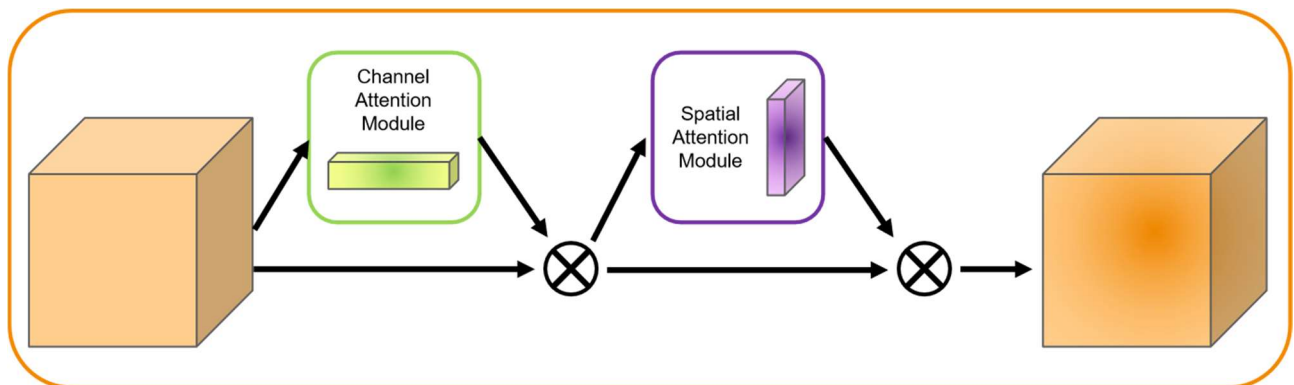 Channel
Attention
Module
Spatial
Attention
Module